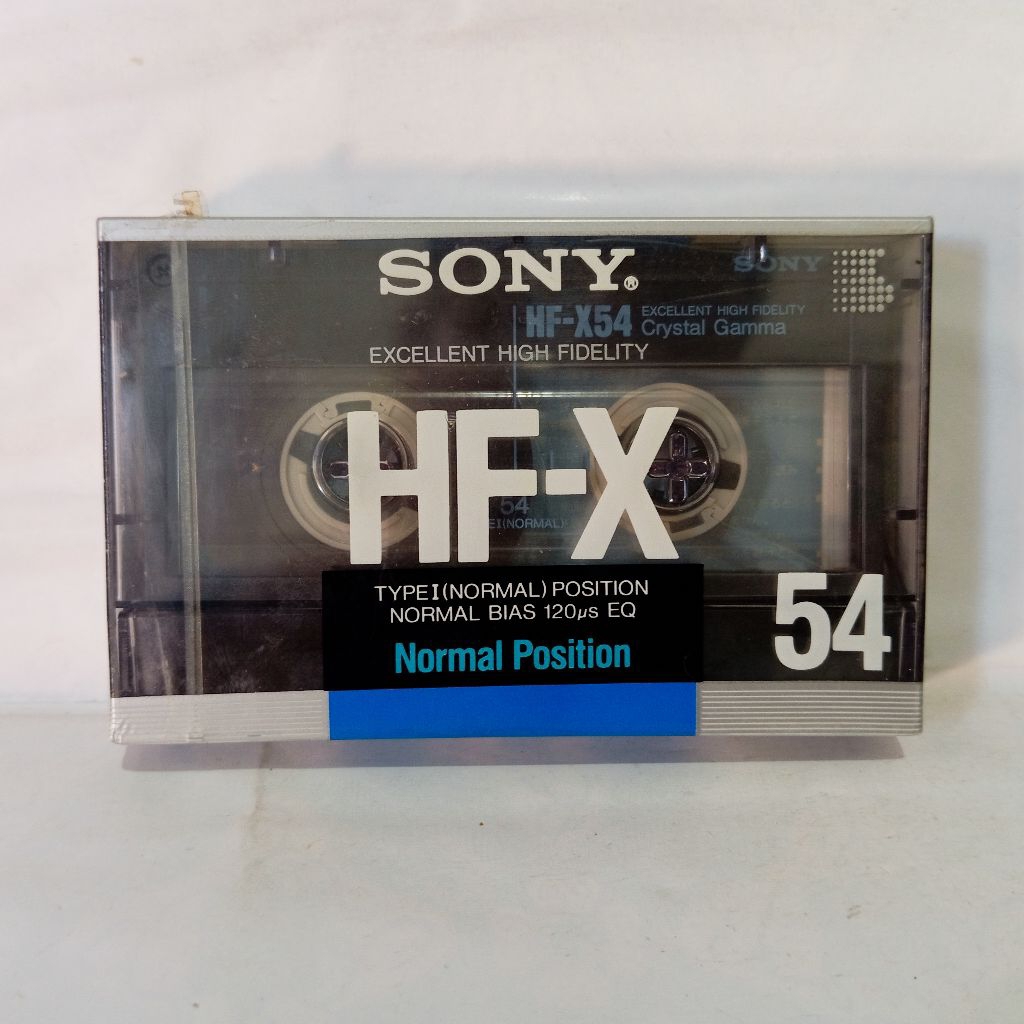 SONY®
SONY
HF-X54 EXCELLENT HIGH FIDELITY
Crystal Gamma
EXCELLENT HIGH FIDELITY
HF-X
54
(NORMAL)
TYPE I (NORMAL) POSITION
NORMAL BIAS 120µs EQ
Normal Position
54